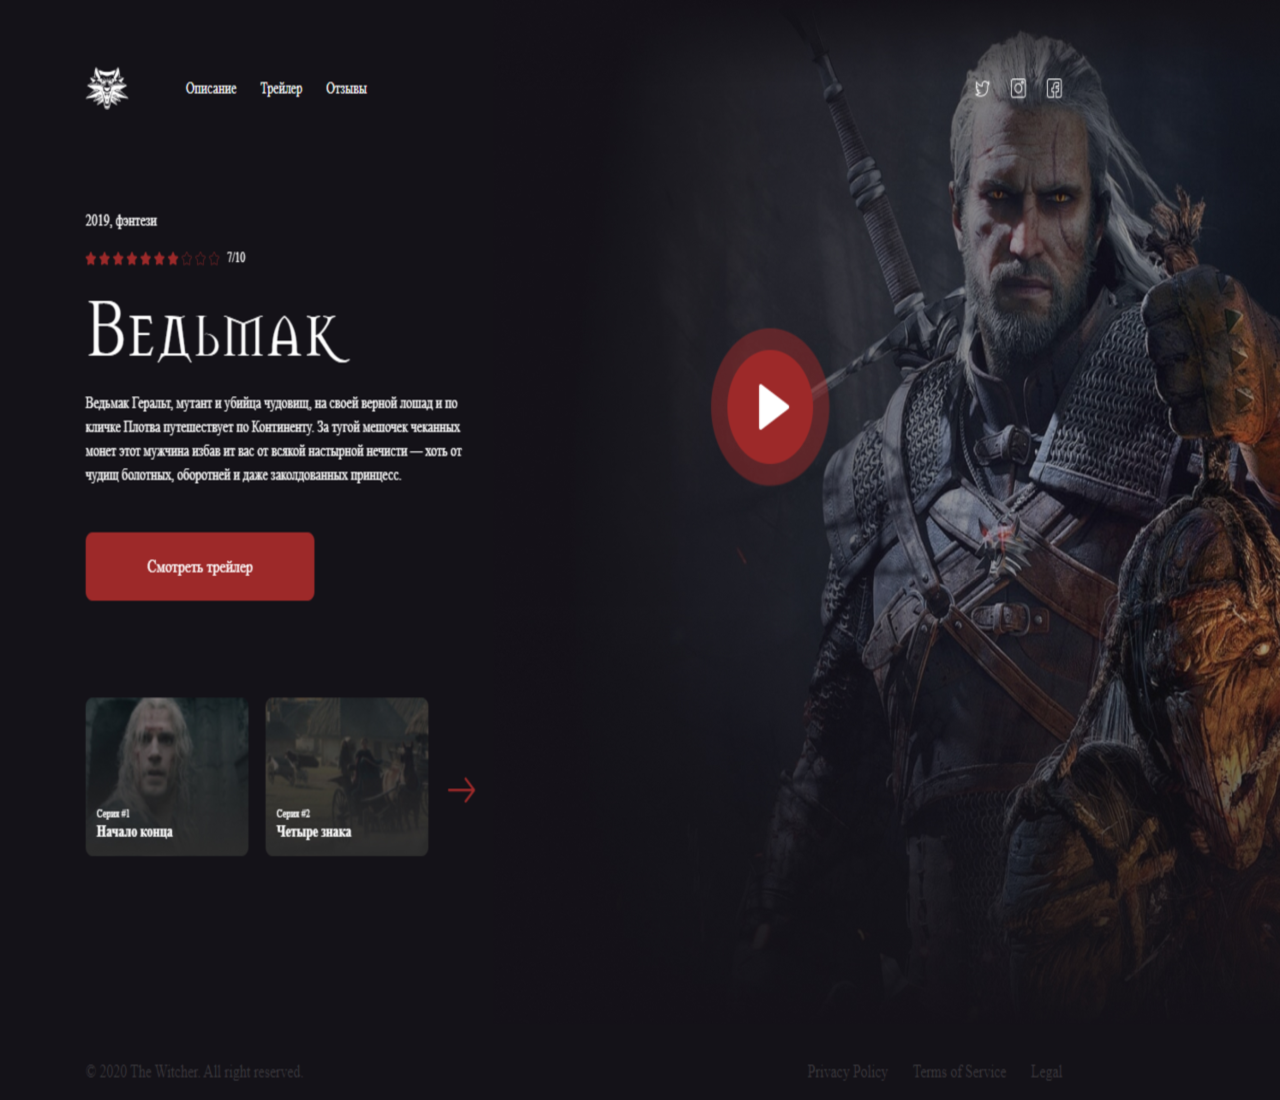 Описание Трейлер Отзывы
2019, фэнтези
7/10
Ведьмак
Ведьмак Геральт, мутант и убийца чудовищ, на своей верной лошад и по
кличке Плотва путешествует по Континенту. За тугой мешочек чеканных
монет этот мужчина избав ит вас от всякой настырной нечисти — хоть от
чудищ болотных, оборотней и даже заколдованных принцесс.
Смотреть трейлер
Серия #1
Начало конца
Серия #2
Четыре знака
© 2020 The Witcher. All right reserved.
Privacy Policy Terms of Service Legal